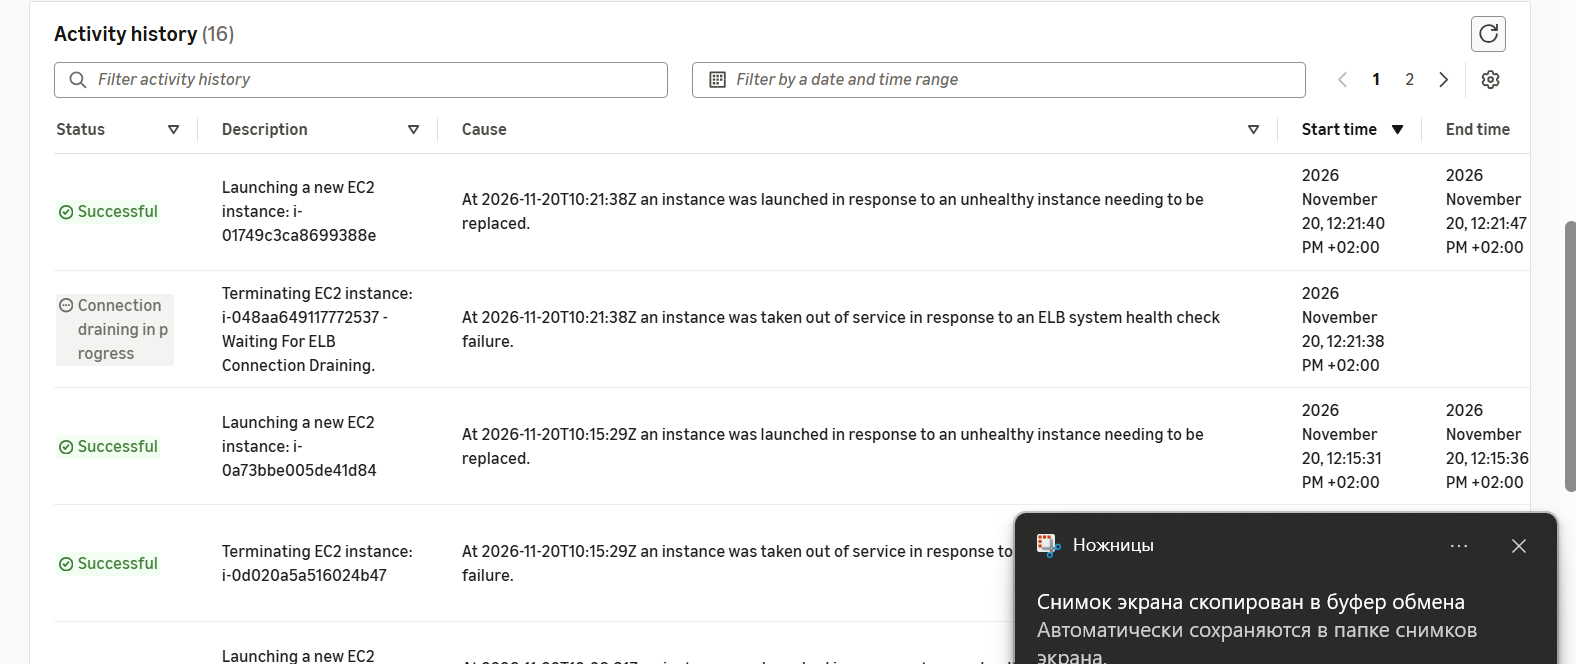 Activity history (16)
Filter activity history
Filter by a date and time range
1 2
Status Description Cause Start time End time
Successful
Launching a new EC2
instance: i-
01749c3ca8699388e
At 2026-11-20T10:21:38Z an instance was launched in response to an unhealthy instance needing to be
replaced.
2026
November
20, 12:21:40
PM +02:00
2026
November
20, 12:21:47
PM +02:00
Connection
draining in p
rogress
Terminating EC2 instance:
i-048aa649117772537 -
Waiting For ELB
Connection Draining.
At 2026-11-20T10:21:38Z an instance was taken out of service in response to an ELB system health check
failure.
2026
November
20, 12:21:38
PM +02:00
Successful
Launching a new EC2
instance: i-
0a73bbe005de41d84
At 2026-11-20T10:15:29Z an instance was launched in response to an unhealthy instance needing to be
replaced.
2026
November
20, 12:15:31
PM +02:00
2026
November
20, 12:15:36
PM +02:00
Successful
Terminating EC2 instance:
i-0d020a5a516024b47
At 2026-11-20T10:15:29Z an instance was taken out of service in response to
failure.
Launching a new EC2
Ножницы
Снимок экрана скопирован в буфер обмена
Автоматически сохраняются в папке снимков
экрана.